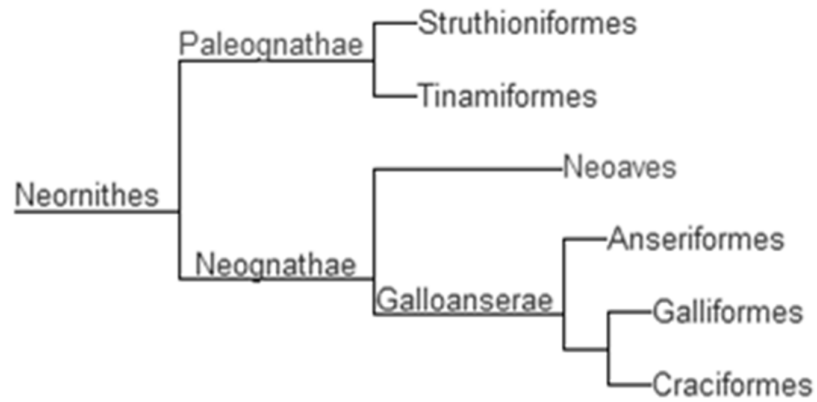 Struthioniformes
Paleognathae
Tinamiformes
Neoaves
Neornithes
Anseriformes
Neognathae
Galloanserae
Galliformes
Craciformes